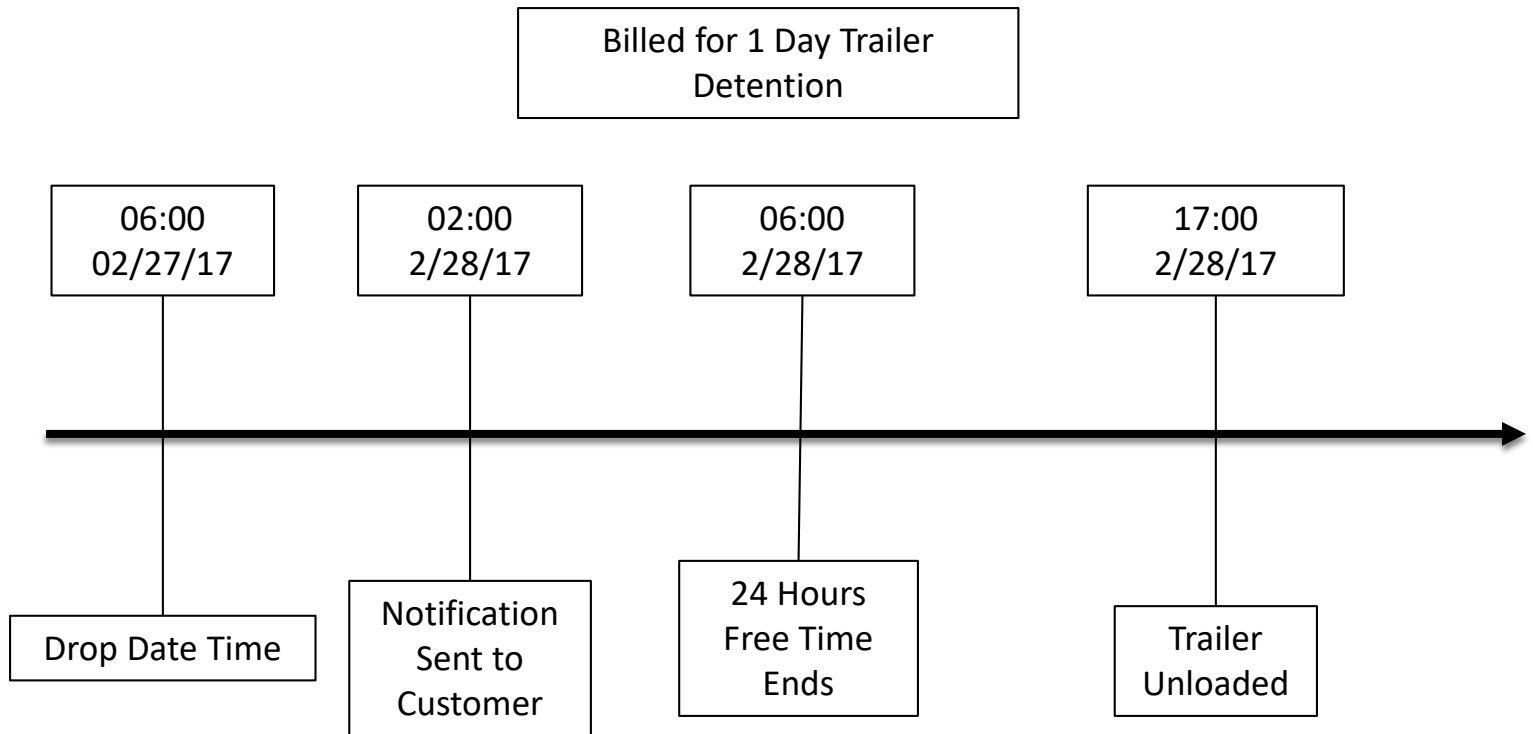 Billed for 1 Day Trailer
Detention
06:00
02/27/17
02:00
2/28/17
06:00
2/28/17
17:00
2/28/17
Drop Date Time
Notification
Sent to
Customer
24 Hours
Free Time
Ends
Trailer
Unloaded